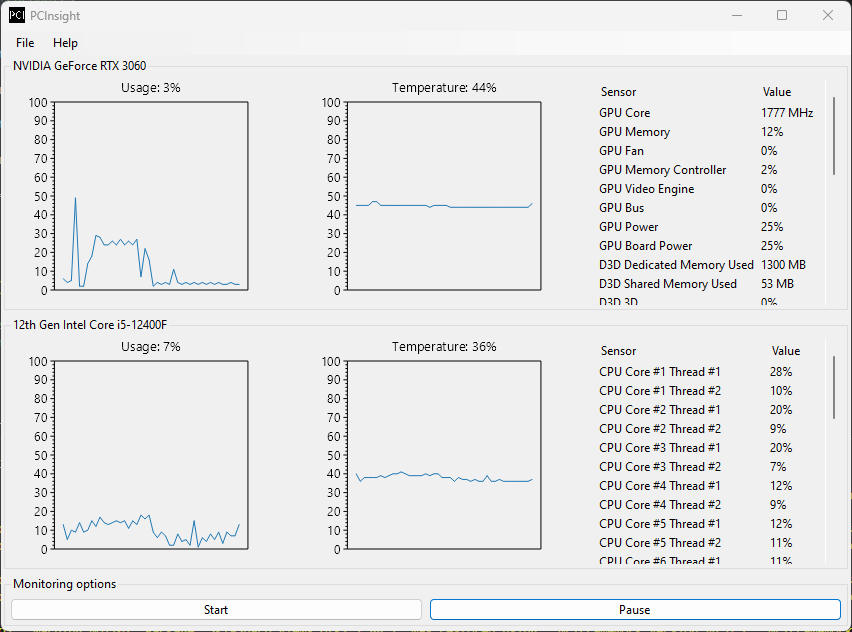 PCI PCInsight
File Help
NVIDIA GeForce RTX 3060
Usage: 3%
100
90
80
70
60
50
40
30
20
10
0
Temperature: 44%
100
90
80
70
60
50
40
30
20
10
0
Sensor Value
GPU Core 1777 MHz
GPU Memory 12%
GPU Fan 0%
GPU Memory Controller 2%
GPU Video Engine 0%
GPU Bus 0%
GPU Power 25%
GPU Board Power 25%
D3D Dedicated Memory Used 1300 MB
D3D Shared Memory Used 53 MB
D3D 3D 0%
12th Gen Intel Core i5-12400F
Usage: 7%
100
90
80
70
60
50
40
30
20
10
0
Temperature: 36%
100
90
80
70
60
50
40
30
20
10
0
Sensor Value
CPU Core #1 Thread #1 28%
CPU Core #1 Thread #2 10%
CPU Core #2 Thread #1 20%
CPU Core #2 Thread #2 9%
CPU Core #3 Thread #1 20%
CPU Core #3 Thread #2 7%
CPU Core #4 Thread #1 12%
CPU Core #4 Thread #2 9%
CPU Core #5 Thread #1 12%
CPU Core #5 Thread #2 11%
CPU Core #6 Thread #1 11%
Monitoring options
Start Pause